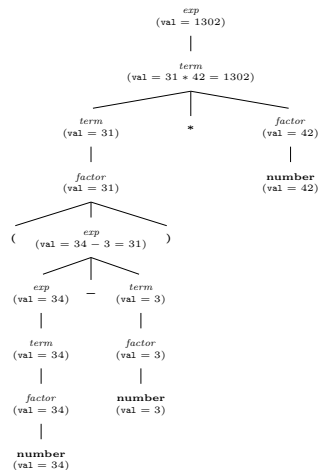 exp
(val = 1302)
term
(val = 31 * 42 = 1302)
term * factor
(val = 31) (val = 42)
factor number
(val = 31) (val = 42)
( exp )
(val = 34 − 3 = 31)
exp − term
(val = 34) (val = 3)
term factor
(val = 34) (val = 3)
factor number
(val = 34) (val = 3)
number
(val = 34)